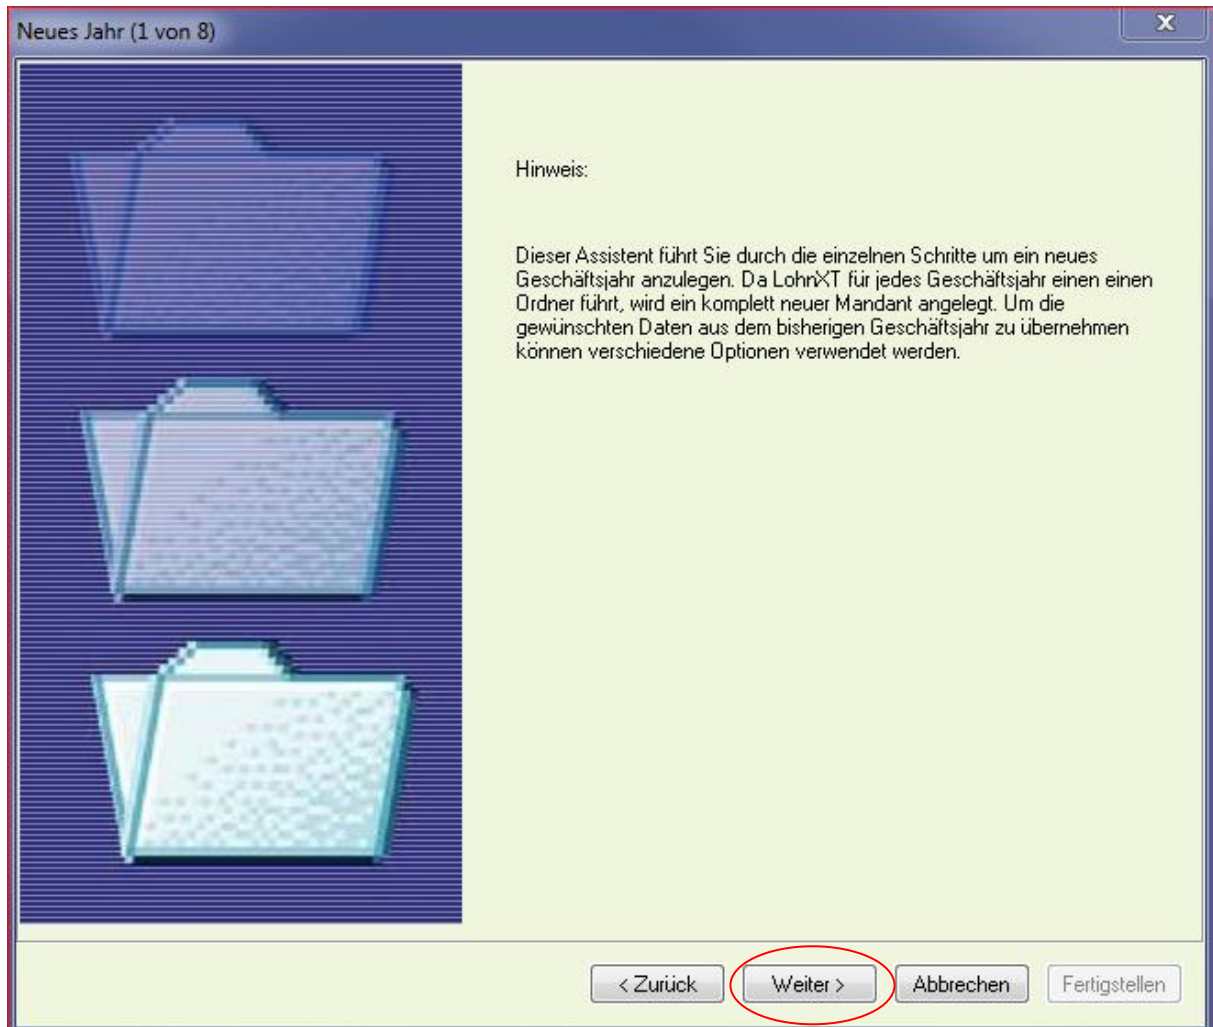 Neues Jahr (1 von 8)
Hinweis:
Dieser Assistent führt Sie durch die einzelnen Schritte um ein neues
Geschäftsjahr anzulegen. Da LohnXT für jedes Geschäftsjahr einen einen
Ordner führt, wird ein komplett neuer Mandant angelegt. Um die
gewünschten Daten aus dem bisherigen Geschäftsjahr zu übernehmen
können verschiedene Optionen verwendet werden.
< Zurück Weiter > Abbrechen Fertigstellen